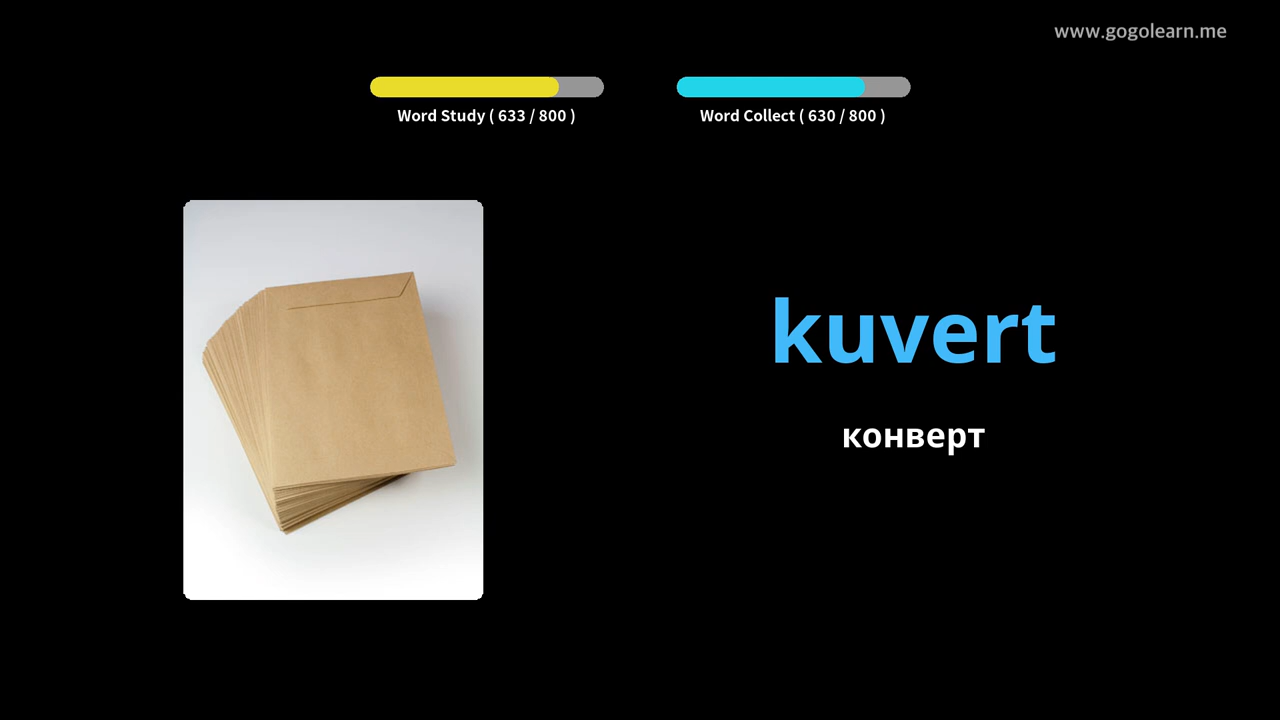 www.gogolearn.me
Word Study ( 633 / 800 )
Word Collect ( 630 / 800 )
kuvert
конверт